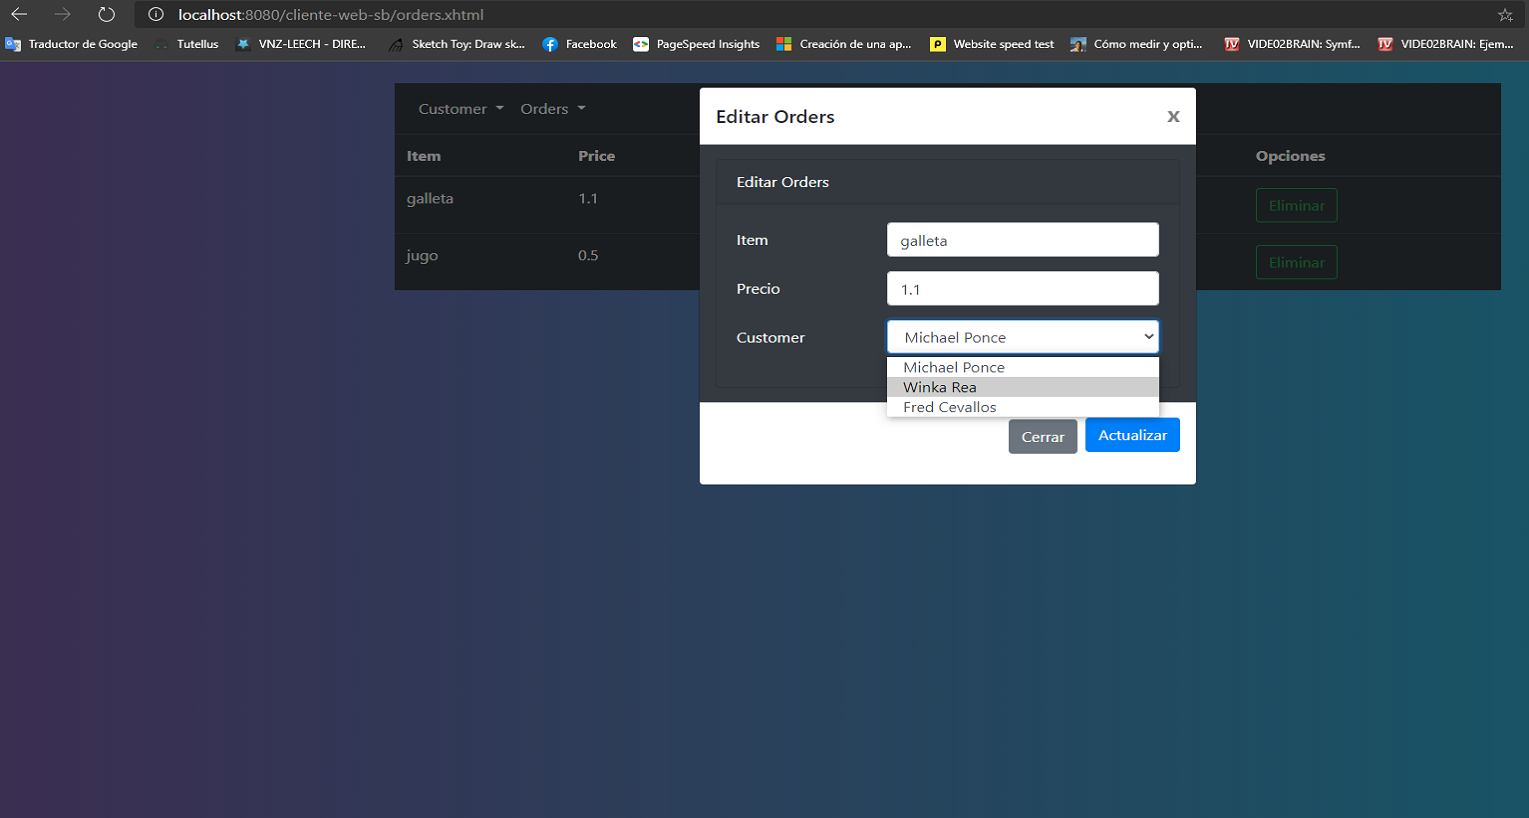 localhost:8080/cliente-web-sb/orders.xhtml
Traductor de Google
Tutellus
VNZ-LEECH - DIRE...
Sketch Toy: Draw sk...
Facebook
PageSpeed Insights
Creación de una ap...
Website speed test
Cómo medir y opti...
VIDE02BRAIN: Symf...
VIDE02BRAIN: Ejem...
Customer Orders
Editar Orders
X
Item Price Opciones
galleta 1.1 Eliminar
jugo 0.5 Eliminar
Editar Orders
Item galleta
Precio 1.1
Customer Michael Ponce
Michael Ponce
Winka Rea
Fred Cevallos
Cerrar Actualizar